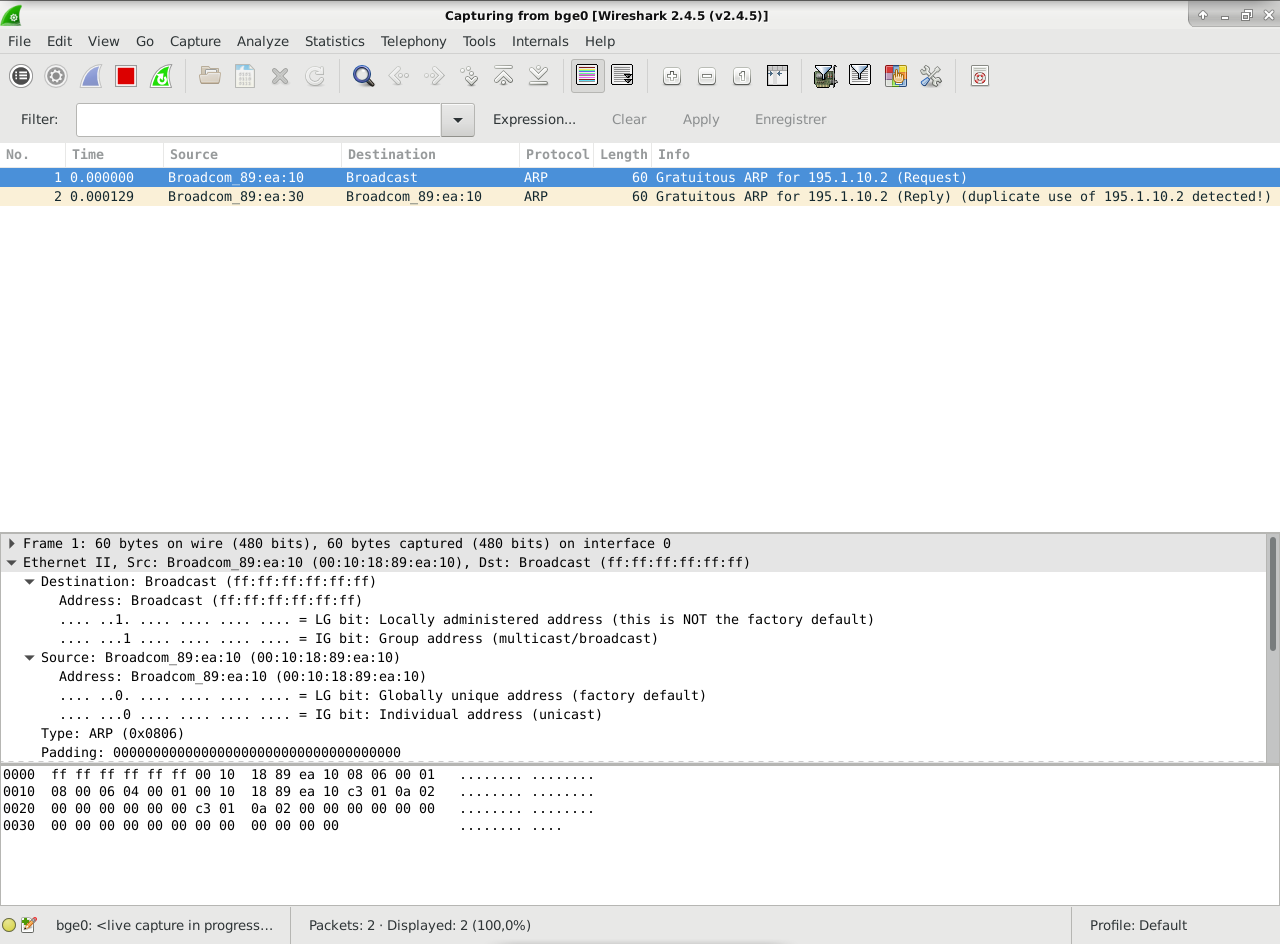 Capturing from bge0 [Wireshark 2.4.5 (v2.4.5)]
File Edit View Go Capture Analyze Statistics Telephony Tools Internals Help
Filter: Expression... Clear Apply Enregistrer
No. Time Source Destination Protocol Length Info
1 0.000000 Broadcom_89:ea:10 Broadcast ARP 60 Gratuitous ARP for 195.1.10.2 (Request)
2 0.000129 Broadcom_89:ea:30 Broadcom_89:ea:10 ARP 60 Gratuitous ARP for 195.1.10.2 (Reply) (duplicate use of 195.1.10.2 detected!)
Frame 1: 60 bytes on wire (480 bits), 60 bytes captured (480 bits) on interface 0
Ethernet II, Src: Broadcom_89:ea:10 (00:10:18:89:ea:10), Dst: Broadcast (ff:ff:ff:ff:ff:ff)
Destination: Broadcast (ff:ff:ff:ff:ff:ff)
Address: Broadcast (ff:ff:ff:ff:ff:ff)
.... ..1. .... .... .... .... = LG bit: Locally administered address (this is NOT the factory default)
.... ...1 .... .... .... .... = IG bit: Group address (multicast/broadcast)
Source: Broadcom_89:ea:10 (00:10:18:89:ea:10)
Address: Broadcom_89:ea:10 (00:10:18:89:ea:10)
.... ..0. .... .... .... .... = LG bit: Globally unique address (factory default)
.... ...0 .... .... .... .... = IG bit: Individual address (unicast)
Type: ARP (0x0806)
Padding: 000000000000000000000000000000000000
0000 ff ff ff ff ff ff 00 10 18 89 ea 10 08 06 00 01 ........ ........
0010 08 00 06 04 00 01 00 10 18 89 ea 10 c3 01 0a 02 ........ ........
0020 00 00 00 00 00 00 c3 01 0a 02 00 00 00 00 00 00 ........ ........
0030 00 00 00 00 00 00 00 00 00 00 00 00 ........ ....
bge0: <live capture in progress... Packets: 2 · Displayed: 2 (100,0%) Profile: Default